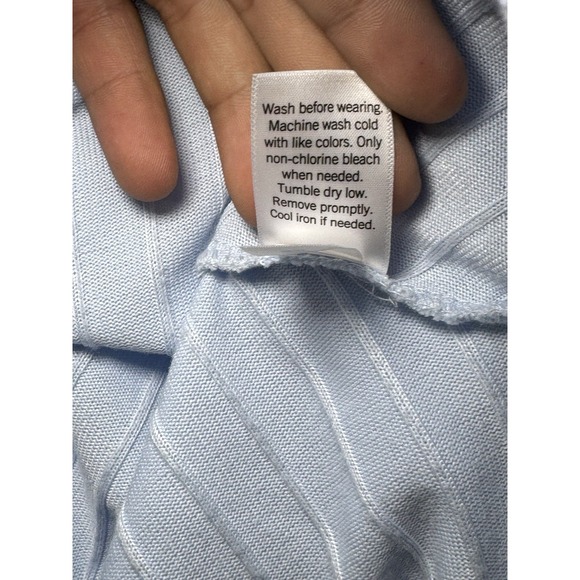 Wash before wearing.
Machine wash cold
with like colors. Only
non-chlorine bleach
when needed.
Tumble dry low.
Remove promptly.
Cool iron if needed.